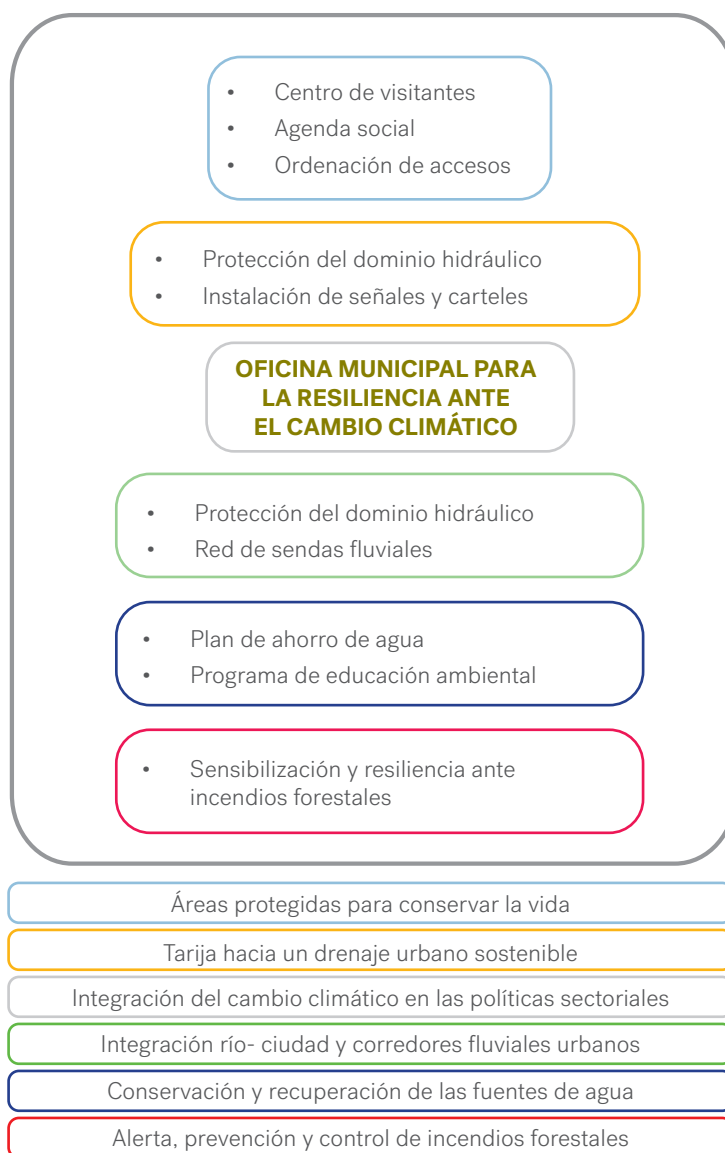 • Centro de visitantes
• Agenda social
• Ordenación de accesos
• Protección del dominio hidráulico
• Instalación de señales y carteles
OFICINA MUNICIPAL PARA
LA RESILIENCIA ANTE
EL CAMBIO CLIMÁTICO
• Protección del dominio hidráulico
• Red de sendas fluviales
• Plan de ahorro de agua
• Programa de educación ambiental
• Sensibilización y resiliencia ante
incendios forestales
Áreas protegidas para conservar la vida
Tarija hacia un drenaje urbano sostenible
Integración del cambio climático en las políticas sectoriales
Integración río- ciudad y corredores fluviales urbanos
Conservación y recuperación de las fuentes de agua
Alerta, prevención y control de incendios forestales